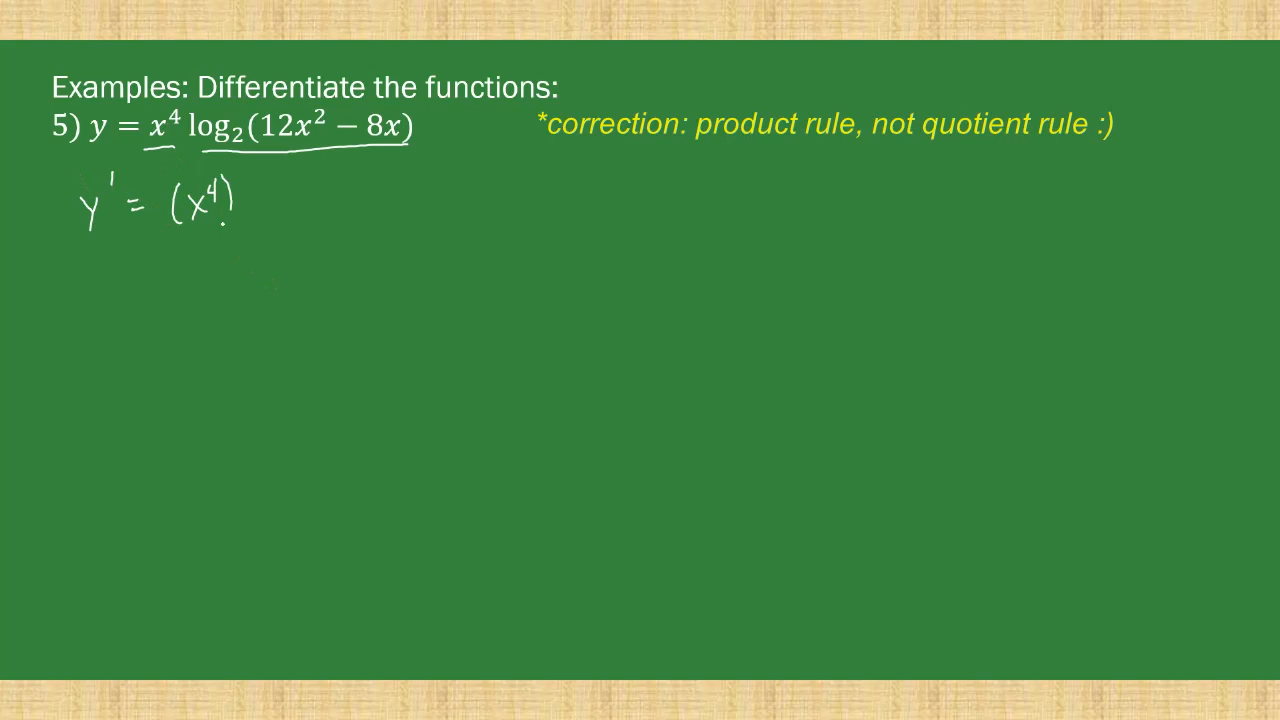 Examples: Differentiate the functions:
5) y = x⁴ log₂(12x² − 8x) *correction: product rule, not quotient rule :)
y' = (x⁴)